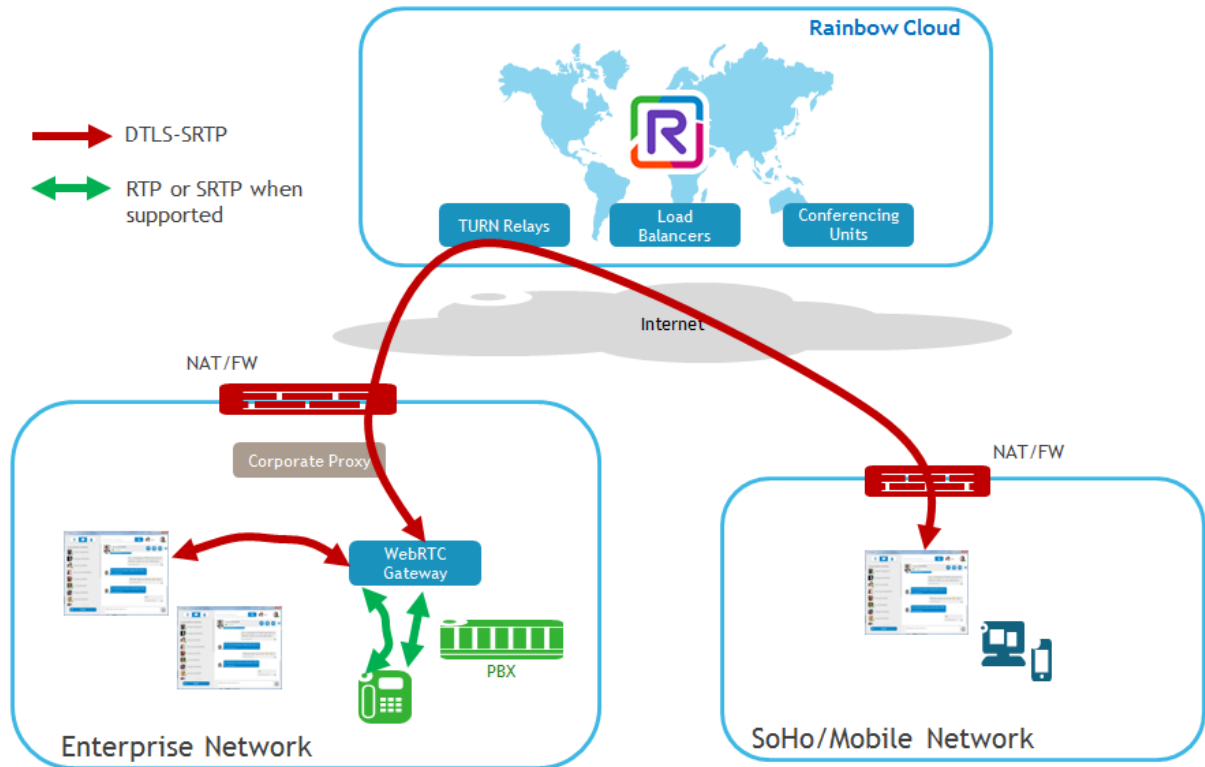 Rainbow Cloud
DTLS-SRTP
RTP or SRTP when
supported
R
TURN Relays
Load
Balancers
Conferencing
Units
Internet
NAT/FW
Corporate Proxy
WebRTC
Gateway
PBX
Enterprise Network
NAT/FW
SoHo/Mobile Network